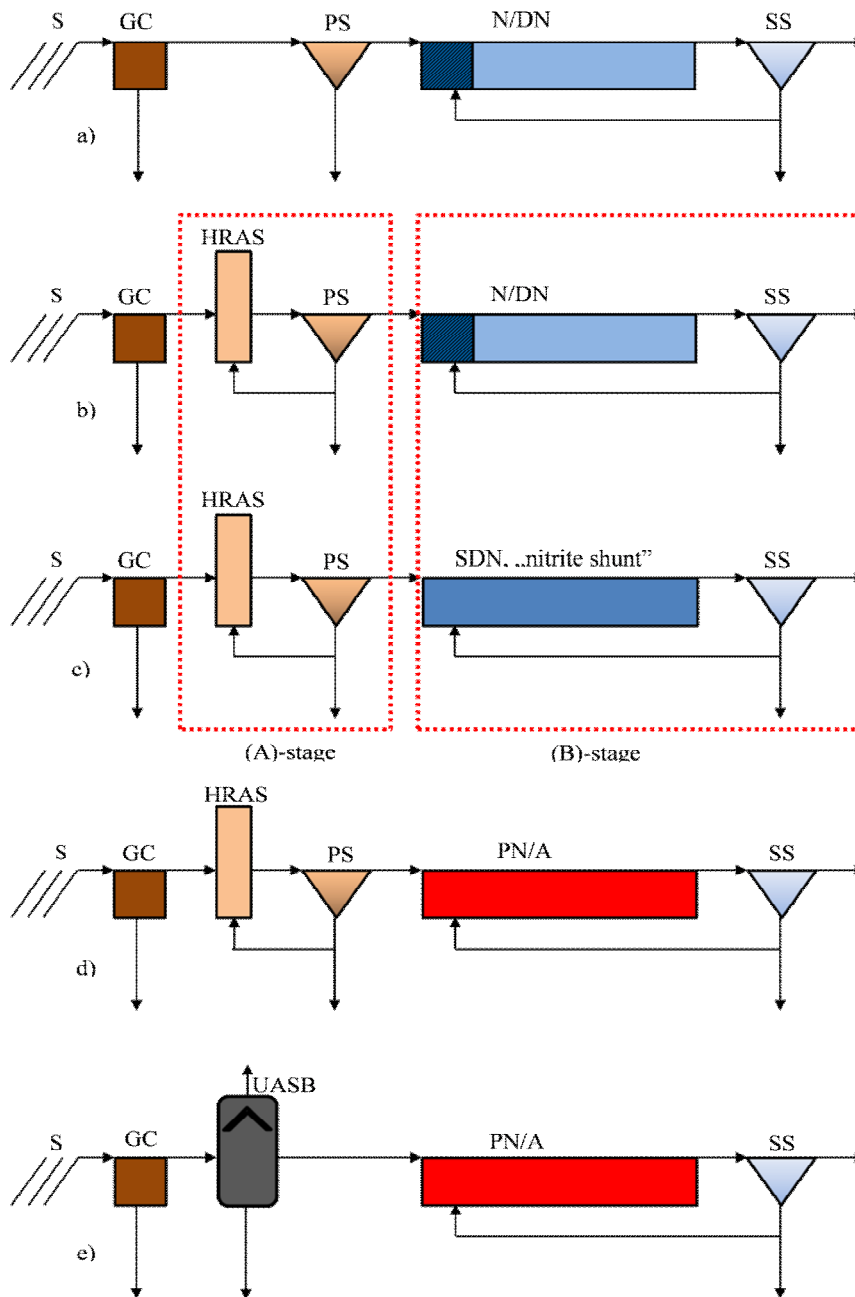 S GC PS N/DN SS
a)
HRAS
S GC PS N/DN SS
b)
HRAS
S GC PS SDN, „nitrite shunt” SS
c)
(A)-stage (B)-stage
HRAS
S GC PS PN/A SS
d)
UASB
S GC PN/A SS
e)